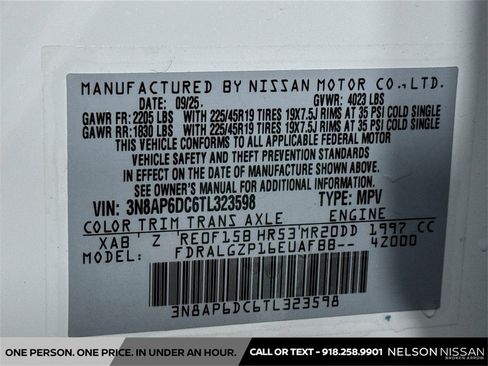 MANUFACTURED BY NISSAN MOTOR CO., LTD.
DATE: 09/25. GVWR: 4023 LBS
GAWR FR: 2205 LBS WITH 225/45R19 TIRES 19X7.5J RIMS AT 35 PSI COLD SINGLE
GAWR RR: 1830 LBS WITH 225/45R19 TIRES 19X7.5J RIMS AT 35 PSI COLD SINGLE
THIS VEHICLE CONFORMS TO ALL APPLICABLE FEDERAL MOTOR
VEHICLE SAFETY AND THEFT PREVENTION STANDARDS
IN EFFECT ON THE DATE OF MANUFACTURE SHOWN ABOVE.
SEE OWNER'S MANUAL FOR ADDITIONAL INFORMATION
VIN: 3N8AP6DC6TL323598 TYPE: MPV
COLOR TRIM TRANS AXLE ENGINE
XAB Z RE0F15B HR53 MR20DD 1997 CC
MODEL: FDRALGZP16EUAF88-- 4Z000
3N8AP6DC6TL323598
ONE PERSON. ONE PRICE. IN UNDER AN HOUR. CALL OR TEXT - 918.258.9901 NELSON NISSAN
BROKEN ARROW